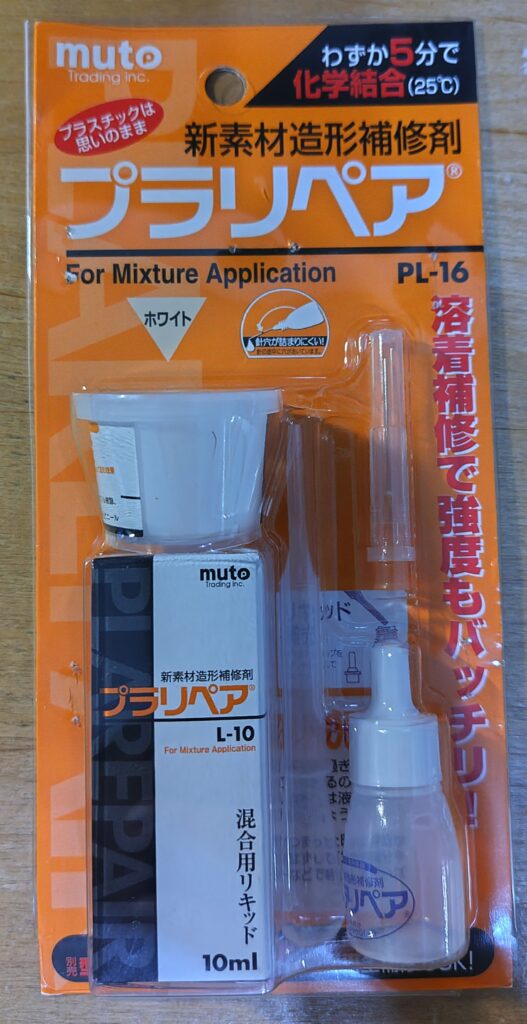 muto
Trading inc.
わずか5分で
化学結合(25℃)
プラスチックは
思いのまま
新素材造形補修剤
プラリペア®
For Mixture Application
PL-16
ホワイト
針穴が詰まりにくい!
溶着補修で強度もバッチリ!
muto
Trading inc.
新素材造形補修剤
プラリペア®
L-10
For Mixture Application
混合用リキッド
10ml
PLAREPAIR
ッド
リペア
別売
OK!